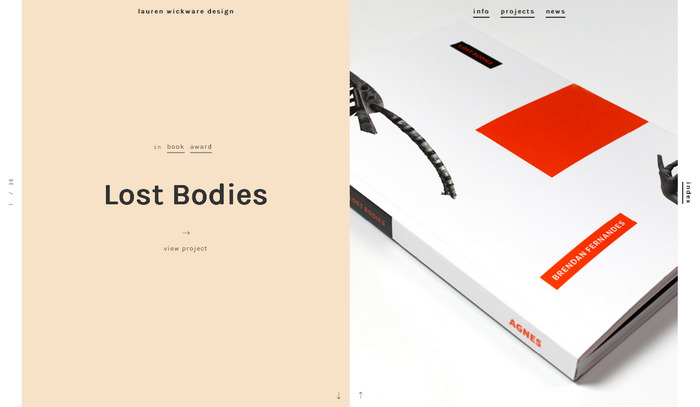 lauren wickware design
info projects news
in book award
Lost Bodies
→
view project
1 / 36
index
LOST BODIES
LOST BODIES
BRENDAN FERNANDES
AGNES
↓ ↑